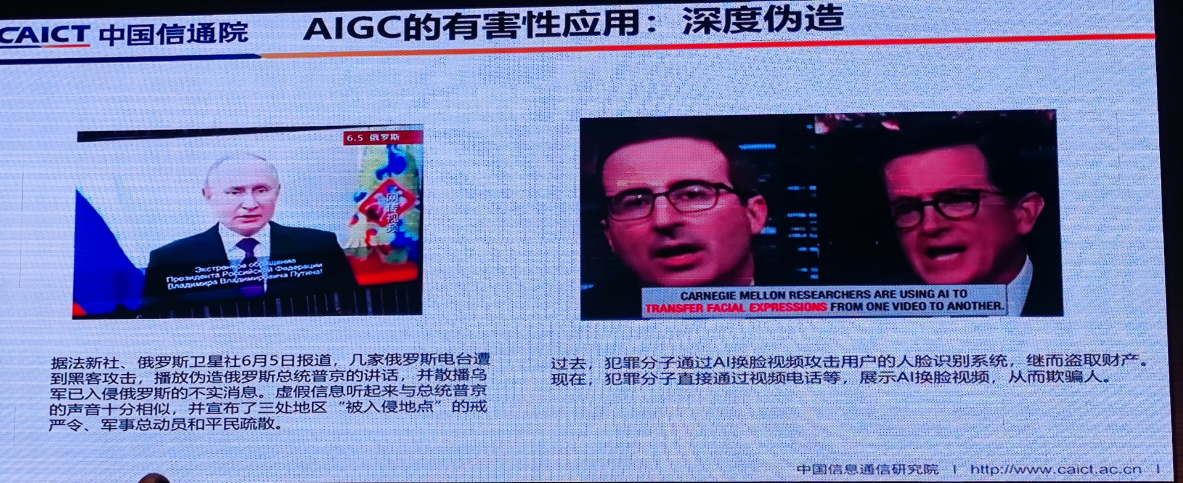 CAICT 中国信通院
AIGC的有害性应用：深度伪造
6.5 俄罗斯
网传视频
Экстренное обращение
Президента Российской Федерации
Владимира Владимировича Путина!
CARNEGIE MELLON RESEARCHERS ARE USING AI TO
TRANSFER FACIAL EXPRESSIONS FROM ONE VIDEO TO ANOTHER.
据法新社、俄罗斯卫星社6月5日报道，几家俄罗斯电台遭
到黑客攻击，播放伪造俄罗斯总统普京的讲话，并散播乌
军已入侵俄罗斯的不实消息。虚假信息听起来与总统普京
的声音十分相似，并宣布了三处地区“被入侵地点”的戒
严令、军事总动员和平民疏散。
过去，犯罪分子通过AI换脸视频攻击用户的人脸识别系统，继而盗取财产。
现在，犯罪分子直接通过视频电话等，展示AI换脸视频，从而欺骗人。
中国信息通信研究院 | http://www.caict.ac.cn |